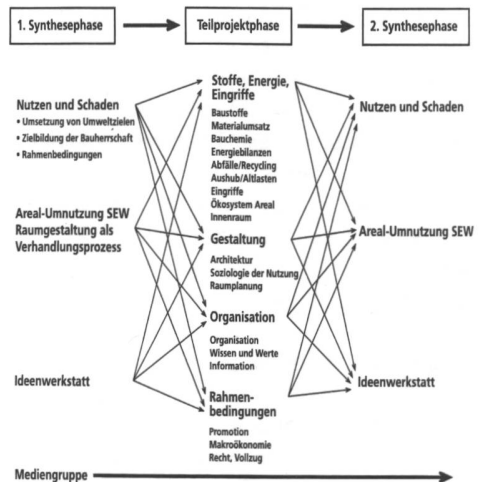 1. Synthesephase
Teilprojektphase
2. Synthesephase
Nutzen und Schaden
• Umsetzung von Umweltzielen
• Zielbildung der Bauherrschaft
• Rahmenbedingungen
Areal-Umnutzung SEW
Raumgestaltung als
Verhandlungsprozess
Ideenwerkstatt
Stoffe, Energie,
Eingriffe
Baustoffe
Materialumsatz
Bauchemie
Energiebilanzen
Abfälle/Recycling
Aushub/Altlasten
Eingriffe
Ökosystem Areal
Innenraum
Gestaltung
Architektur
Soziologie der Nutzung
Raumplanung
Organisation
Organisation
Wissen und Werte
Information
Rahmen-
bedingungen
Promotion
Makroökonomie
Recht, Vollzug
Nutzen und Schaden
Areal-Umnutzung SEW
Ideenwerkstatt
Mediengruppe